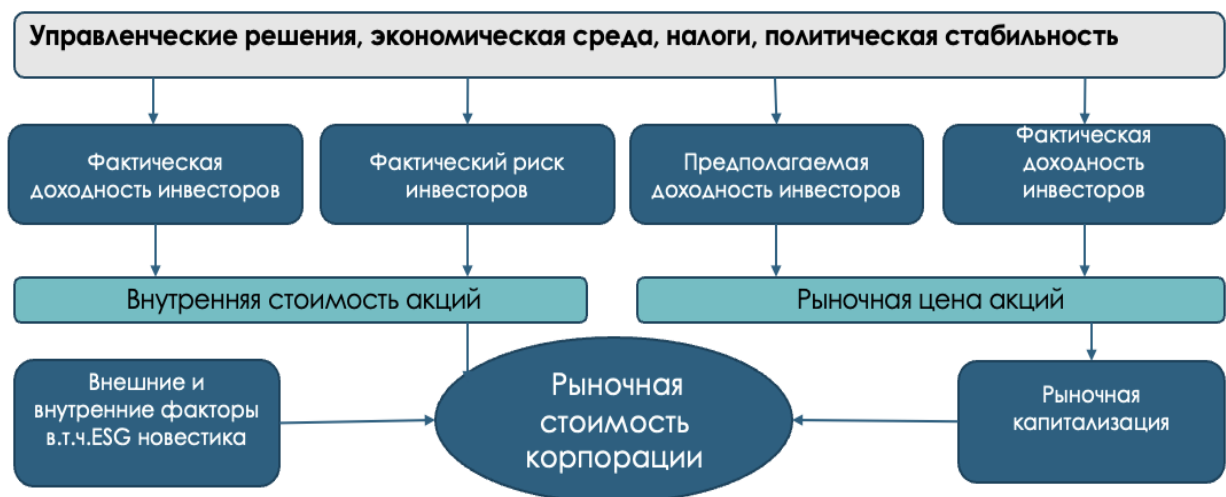 Управленческие решения, экономическая среда, налоги, политическая стабильность
Фактическая
доходность инвесторов
Фактический риск
инвесторов
Предполагаемая
доходность инвесторов
Фактическая
доходность
инвесторов
Внутренняя стоимость акций
Рыночная цена акций
Внешние и
внутренние факторы
в.т.ч.ESG новестика
Рыночная
стоимость
корпорации
Рыночная
капитализация